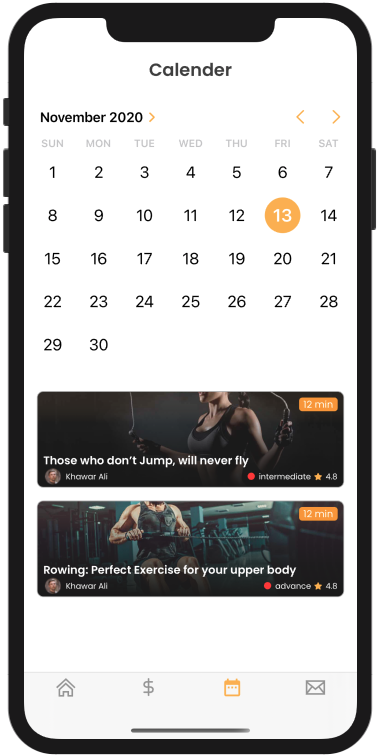 Calender
November 2020
SUN MON TUE WED THU FRI SAT
1 2 3 4 5 6 7
8 9 10 11 12 13 14
15 16 17 18 19 20 21
22 23 24 25 26 27 28
29 30
12 min
Those who don't Jump, will never fly
Khawar Ali intermediate 4.8
12 min
Rowing: Perfect Exercise for your upper body
Khawar Ali advance 4.8
$